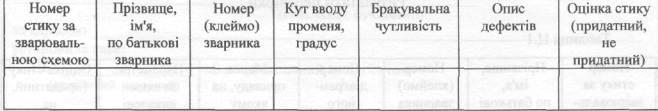 Номер
стику за
зварюваль-
ною схемою
Прізвище,
ім'я,
по батькові
зварника
Номер
(клеймо)
зварника
Кут вводу
променя,
градус
Бракувальна
чутливість
Опис
дефектів
Оцінка стику
(придатний,
не
придатний)